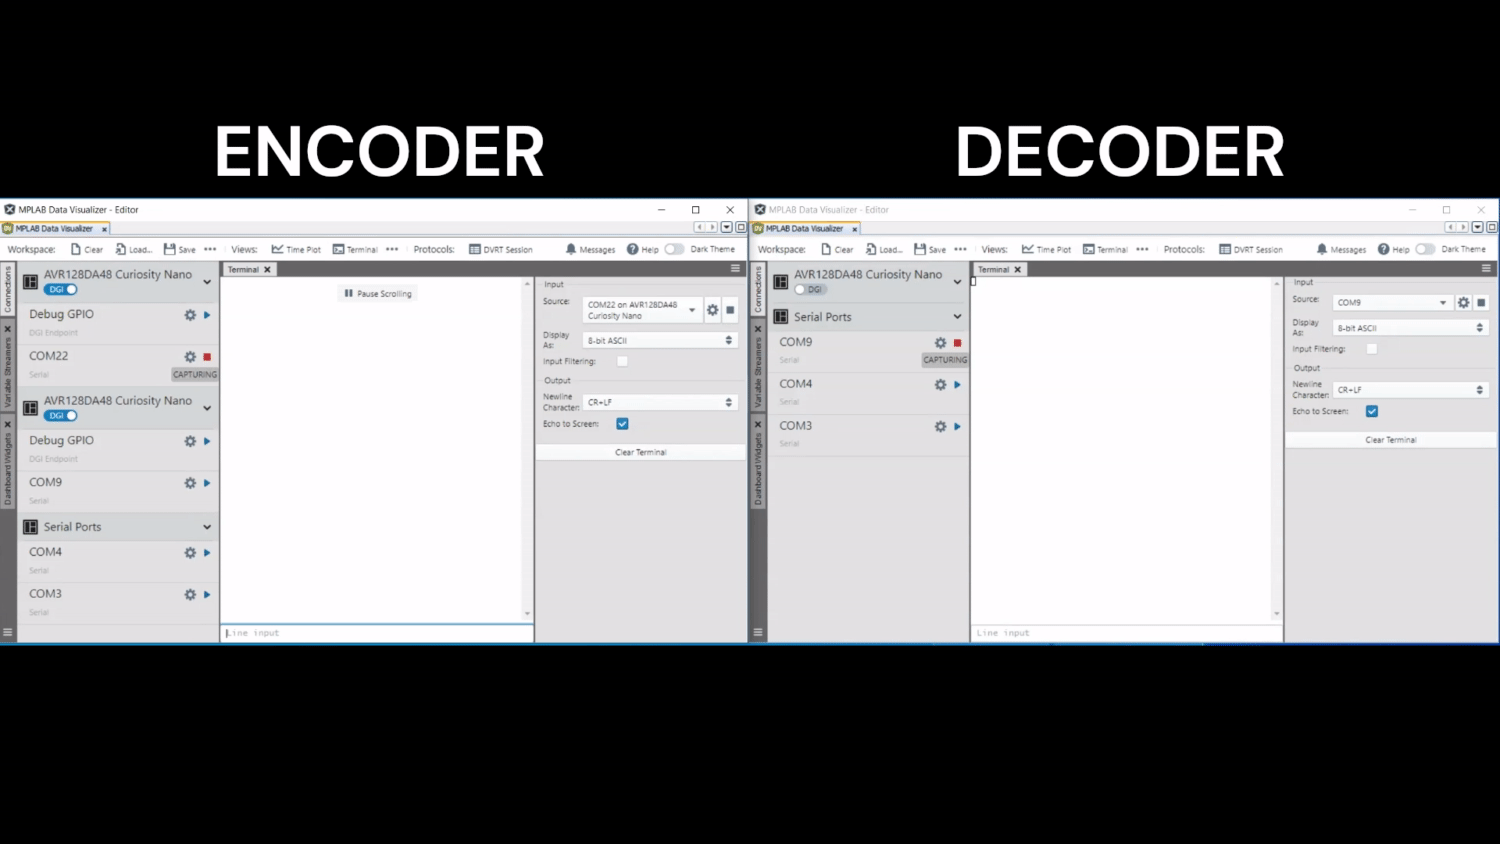 ENCODER
DECODER
MPLAB Data Visualizer - Editor
MPLAB Data Visualizer
Workspace: Clear Load... Save Views: Time Plot Terminal Protocols: DVRT Session Messages Help Dark Theme
Connections
Variable Streamers
Dashboard Widgets
AVR128DA48 Curiosity Nano
DGI
Debug GPIO
DGI Endpoint
COM22
Serial
CAPTURING
AVR128DA48 Curiosity Nano
DGI
Debug GPIO
DGI Endpoint
COM9
Serial
Serial Ports
COM4
Serial
COM3
Serial
Terminal
Pause Scrolling
Line input
Input
Source: COM22 on AVR128DA48
Curiosity Nano
Display
As: 8-bit ASCII
Input Filtering:
Output
Newline
Character: CR+LF
Echo to Screen:
Clear Terminal
MPLAB Data Visualizer - Editor
MPLAB Data Visualizer
Workspace: Clear Load... Save Views: Time Plot Terminal Protocols: DVRT Session Messages Help Dark Theme
Connections
Variable Streamers
Dashboard Widgets
AVR128DA48 Curiosity Nano
DGI
Serial Ports
COM9
Serial
CAPTURING
COM4
Serial
COM3
Serial
Terminal
Line input
Input
Source: COM9
Display
As: 8-bit ASCII
Input Filtering:
Output
Newline
Character: CR+LF
Echo to Screen:
Clear Terminal